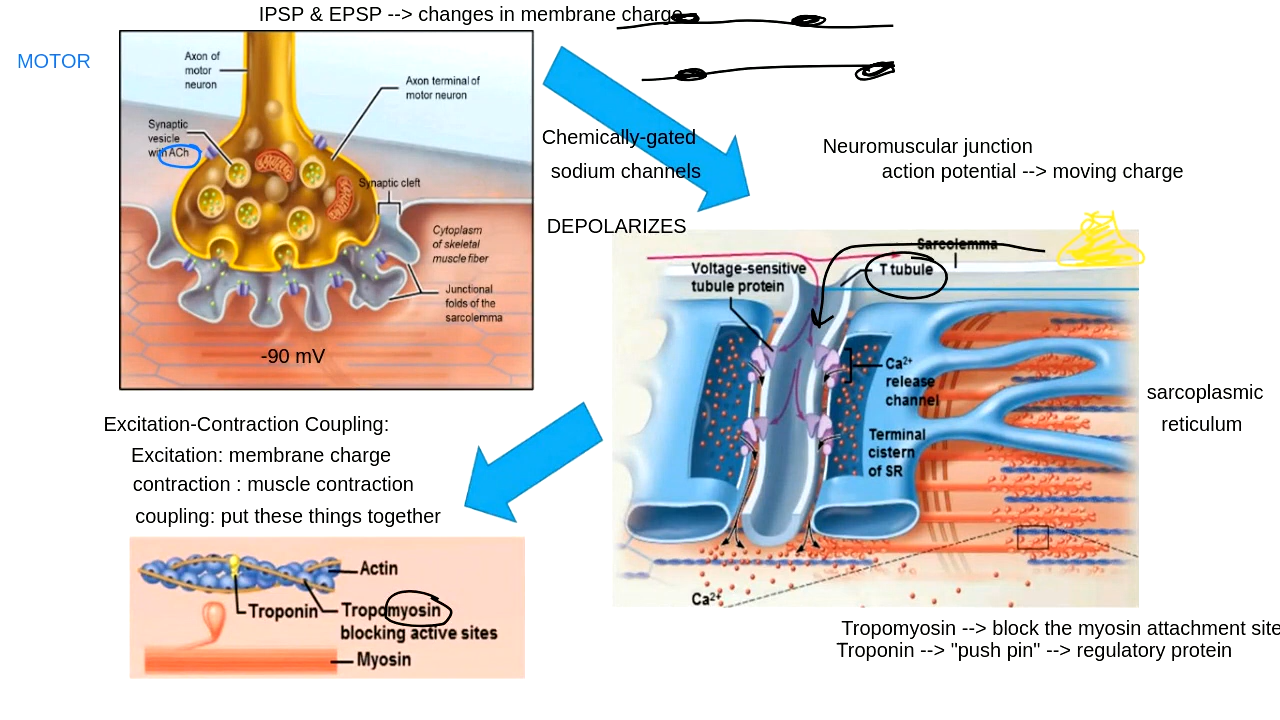 IPSP & EPSP --> changes in membrane charge
MOTOR
Axon of
motor
neuron
Axon terminal of
motor neuron
Synaptic
vesicle
with ACh
Synaptic cleft
Cytoplasm
of skeletal
muscle fiber
Junctional
folds of the
sarcolemma
-90 mV
Chemically-gated
sodium channels
DEPOLARIZES
Neuromuscular junction
action potential --> moving charge
Sarcolemma
Voltage-sensitive
tubule protein
T tubule
Ca2+
release
channel
Terminal
cistern
of SR
Ca2+
sarcoplasmic
reticulum
Excitation-Contraction Coupling:
Excitation: membrane charge
contraction : muscle contraction
coupling: put these things together
Actin
Troponin
Tropomyosin
blocking active sites
Myosin
Tropomyosin --> block the myosin attachment site
Troponin --> "push pin" --> regulatory protein